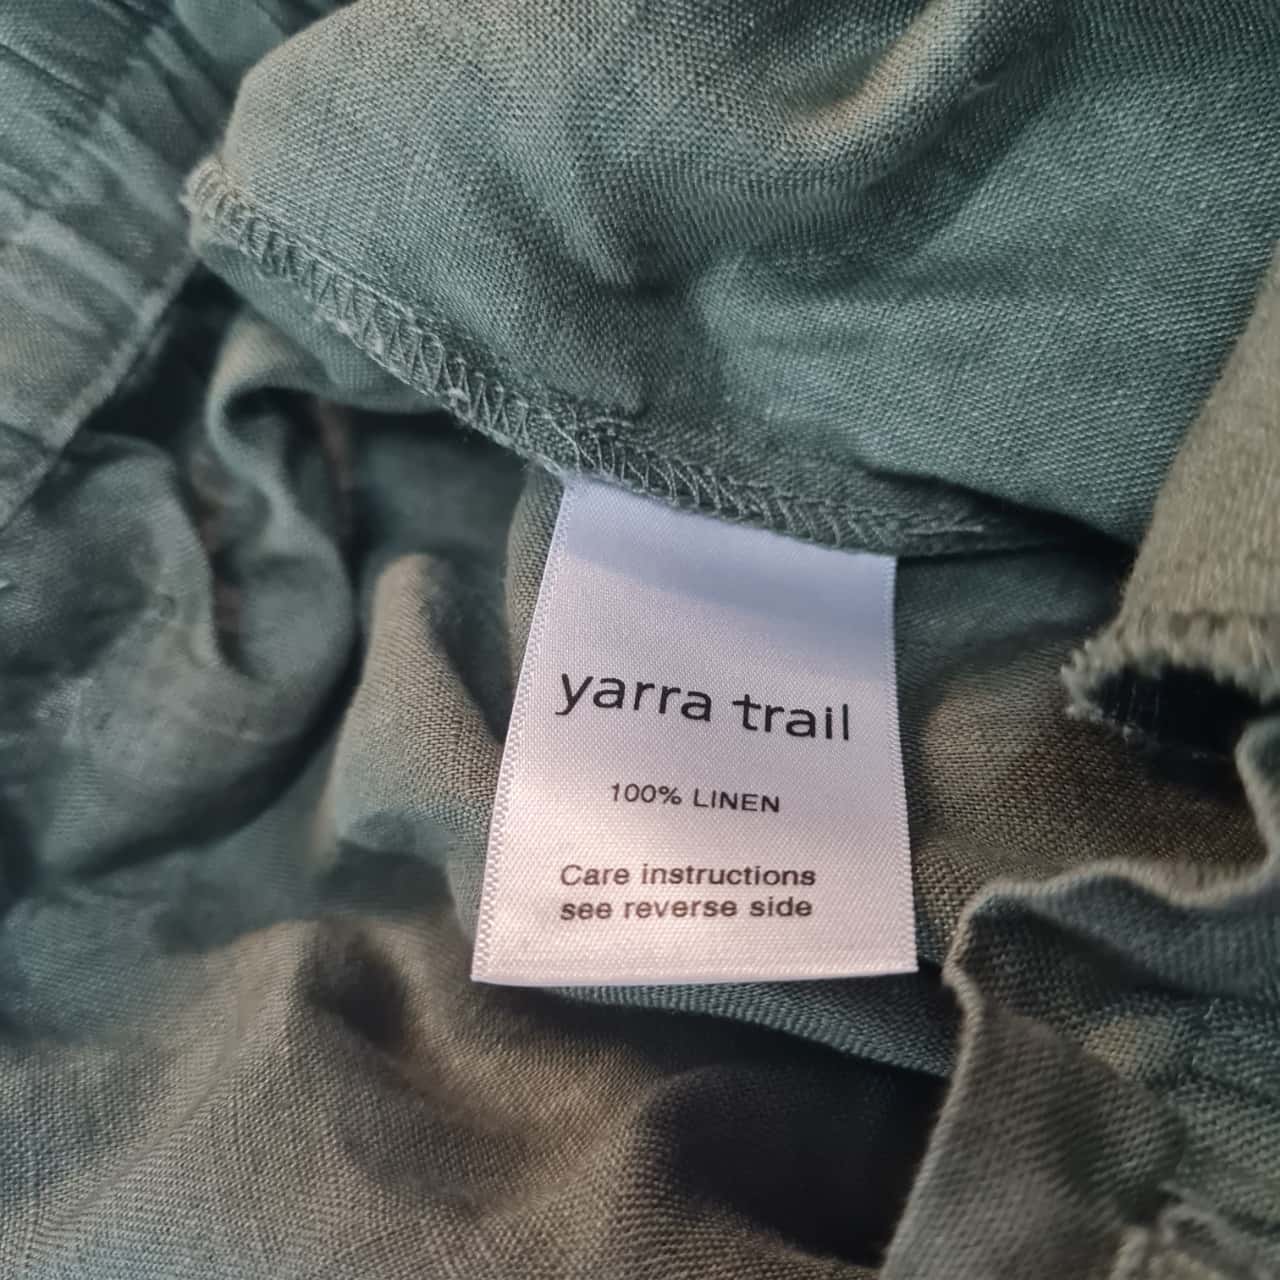 yarra trail
100% LINEN
Care instructions
see reverse side